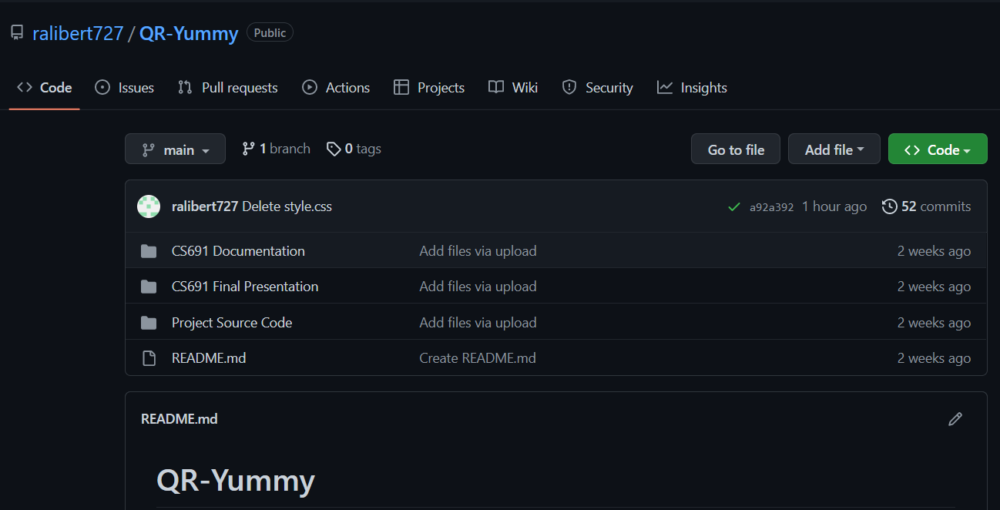 ralibert727 / QR-Yummy Public
Code Issues Pull requests Actions Projects Wiki Security Insights
main 1 branch 0 tags Go to file Add file Code
ralibert727 Delete style.css a92a392 1 hour ago 52 commits
CS691 Documentation Add files via upload 2 weeks ago
CS691 Final Presentation Add files via upload 2 weeks ago
Project Source Code Add files via upload 2 weeks ago
README.md Create README.md 2 weeks ago
README.md
QR-Yummy